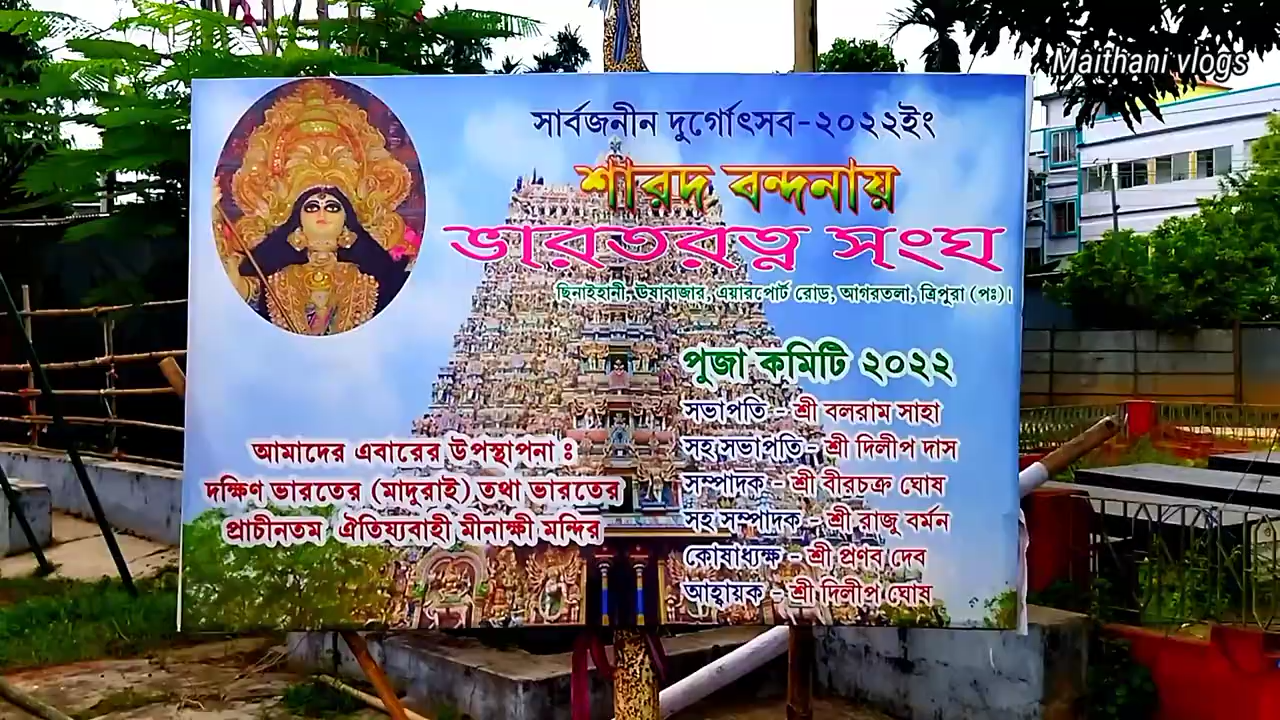 Maithani vlogs
সার্বজনীন দুর্গোৎসব-২০২২ইং
শারদ বন্দনায়
ভারতরত্ন সংঘ
ছিনাইহানী, উষাবাজার, এয়ারপোর্ট রোড, আগরতলা, ত্রিপুরা (পঃ)।
পুজা কমিটি ২০২২
সভাপতি - শ্রী বলরাম সাহা
সহ সভাপতি- শ্রী দিলীপ দাস
সম্পাদক - শ্রী বীরচক্র ঘোষ
সহ সম্পাদক - শ্রী রাজু বর্মন
কোষাধ্যক্ষ - শ্রী প্রণব দেব
আহ্বায়ক - শ্রী দিলীপ ঘোষ
আমাদের এবারের উপস্থাপনা ঃ
দক্ষিণ ভারতের (মাদুরাই) তথা ভারতের
প্রাচীনতম ঐতিয্যবাহী মীনাক্ষী মন্দির